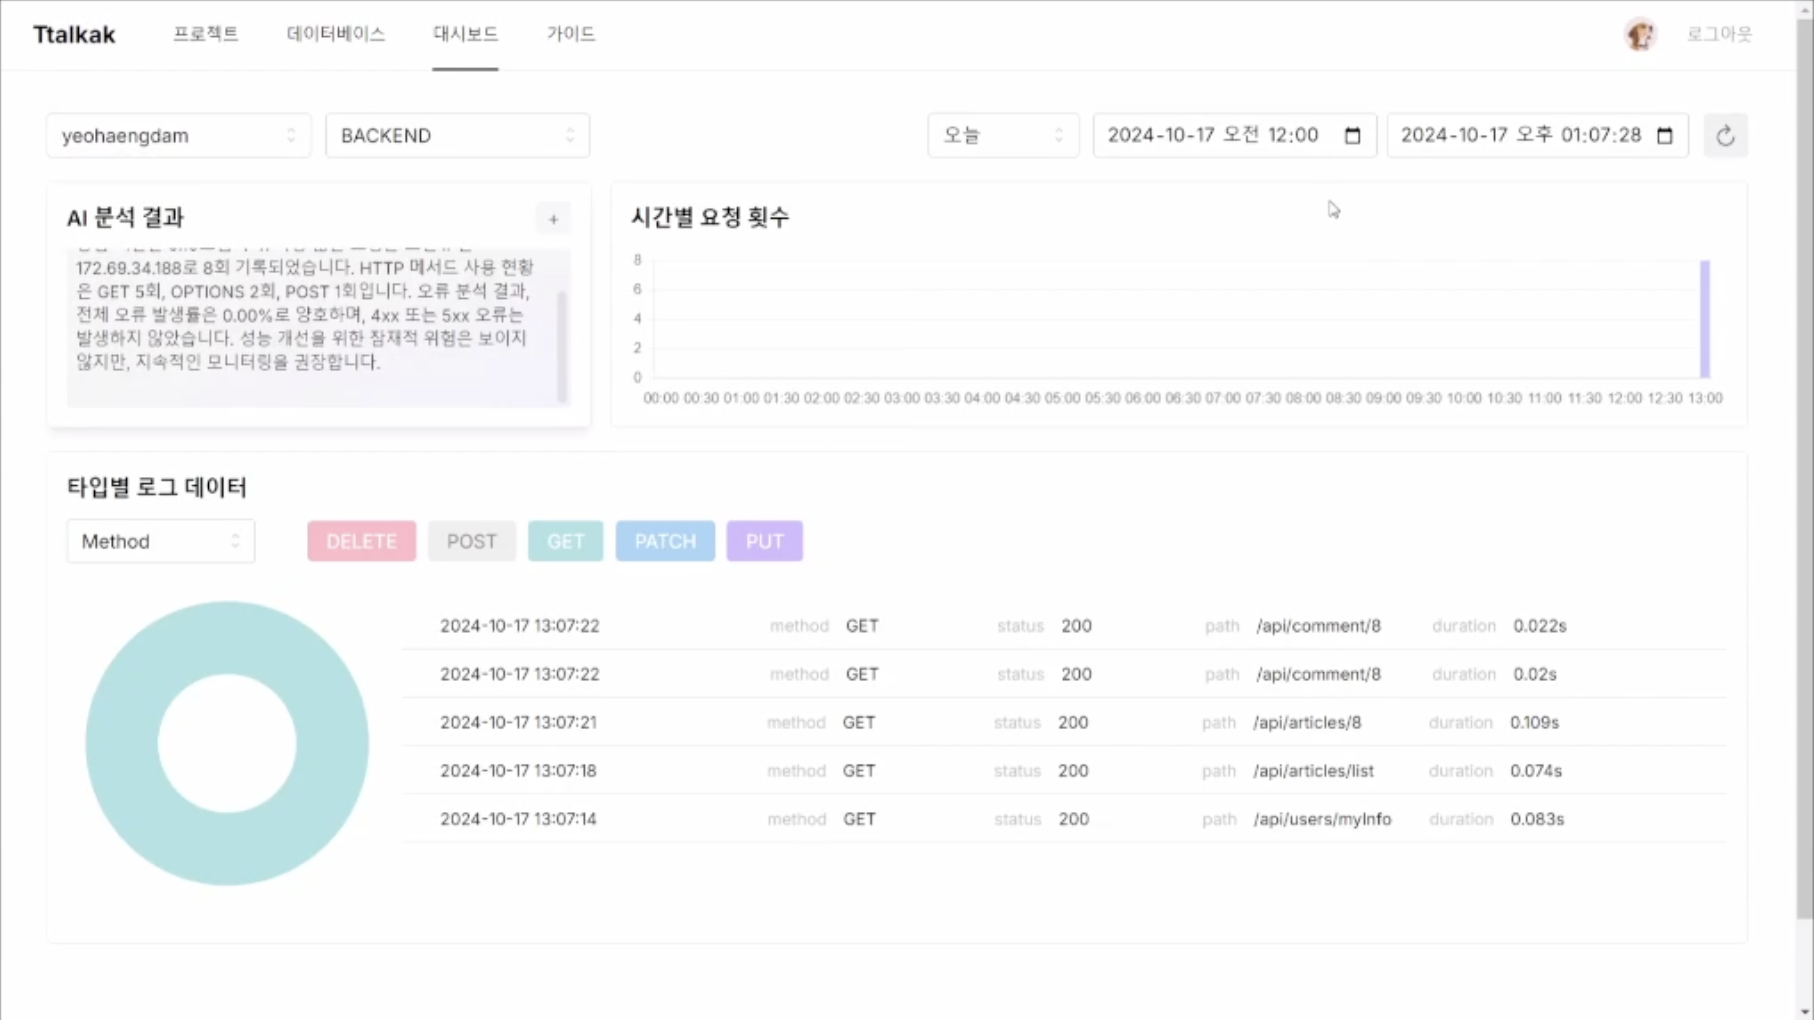 Ttalkak 프로젝트 데이터베이스 대시보드 가이드 로그아웃
yeohaengdam BACKEND 오늘 2024-10-17 오전 12:00 2024-10-17 오후 01:07:28
AI 분석 결과 +
172.69.34.188로 8회 기록되었습니다. HTTP 메서드 사용 현황
은 GET 5회, OPTIONS 2회, POST 1회입니다. 오류 분석 결과,
전체 오류 발생률은 0.00%로 양호하며, 4xx 또는 5xx 오류는
발생하지 않았습니다. 성능 개선을 위한 잠재적 위험은 보이지
않지만, 지속적인 모니터링을 권장합니다.
시간별 요청 횟수
8
6
4
2
0
00:00 00:30 01:00 01:30 02:00 02:30 03:00 03:30 04:00 04:30 05:00 05:30 06:00 06:30 07:00 07:30 08:00 08:30 09:00 09:30 10:00 10:30 11:00 11:30 12:00 12:30 13:00
타입별 로그 데이터
Method DELETE POST GET PATCH PUT
2024-10-17 13:07:22 method GET status 200 path /api/comment/8 duration 0.022s
2024-10-17 13:07:22 method GET status 200 path /api/comment/8 duration 0.02s
2024-10-17 13:07:21 method GET status 200 path /api/articles/8 duration 0.109s
2024-10-17 13:07:18 method GET status 200 path /api/articles/list duration 0.074s
2024-10-17 13:07:14 method GET status 200 path /api/users/myInfo duration 0.083s